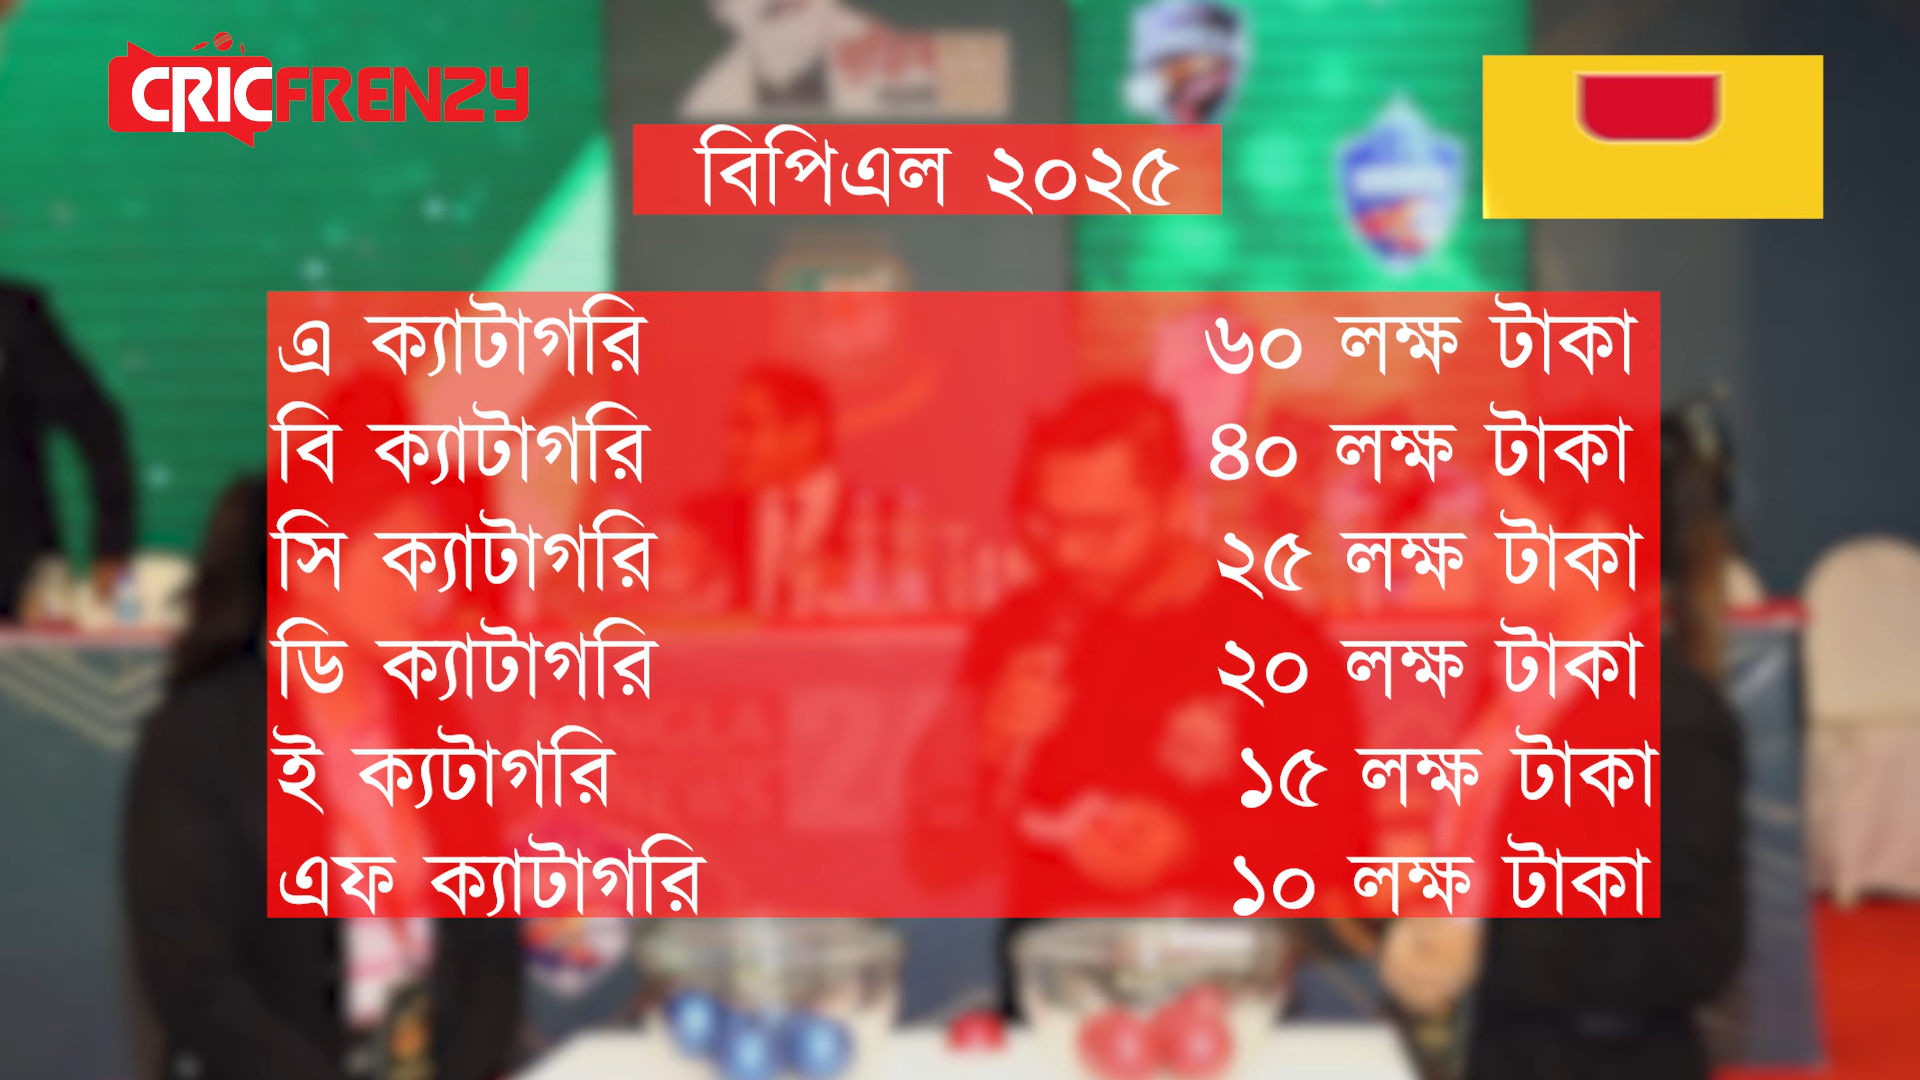 CRICFRENZY
বিপিএল ২০২৫
এ ক্যাটাগরি ৬০ লক্ষ টাকা
বি ক্যাটাগরি ৪০ লক্ষ টাকা
সি ক্যাটাগরি ২৫ লক্ষ টাকা
ডি ক্যাটাগরি ২০ লক্ষ টাকা
ই ক্যটাগরি ১৫ লক্ষ টাকা
এফ ক্যাটাগরি ১০ লক্ষ টাকা